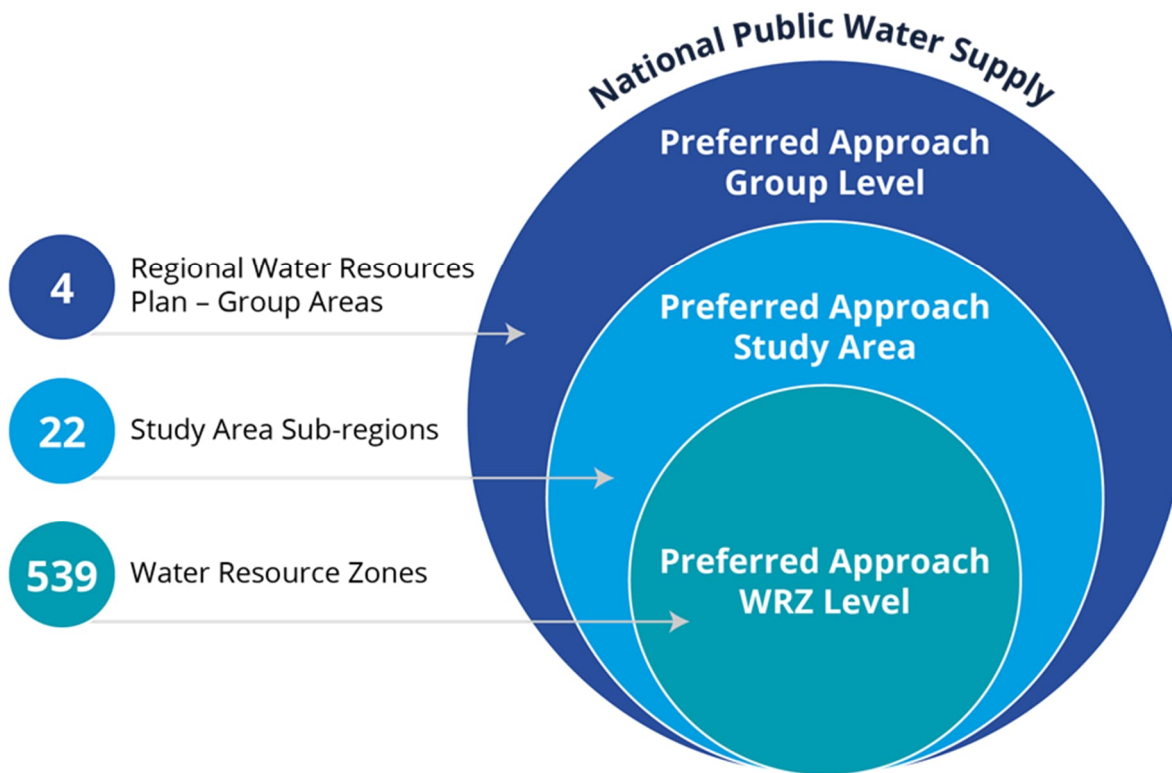 National Public Water Supply
Preferred Approach
Group Level
4
Regional Water Resources
Plan – Group Areas
Preferred Approach
Study Area
22
Study Area Sub-regions
539
Water Resource Zones
Preferred Approach
WRZ Level